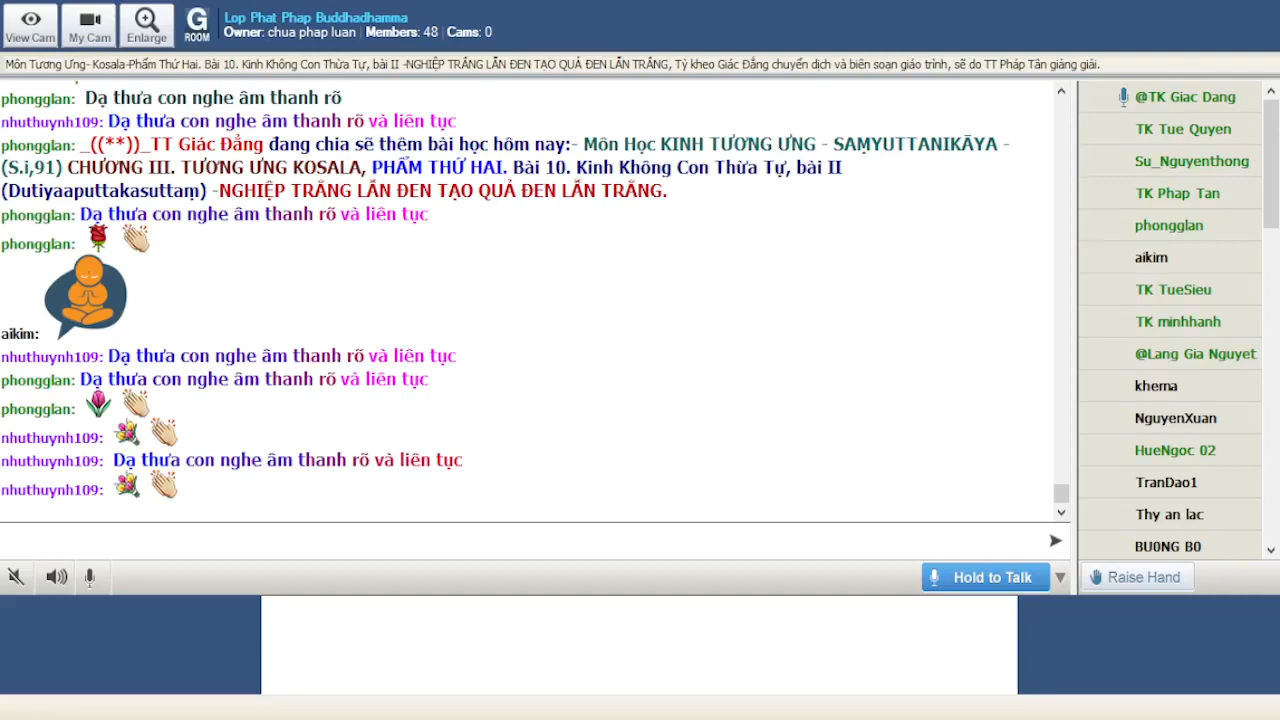 View Cam
My Cam
Enlarge
G
ROOM
Lop Phat Phap Buddhadhamma
Owner: chua phap luan | Members: 48 | Cams: 0
Môn Tương Ưng- Kosala-Phẩm Thứ Hai. Bài 10. Kinh Không Con Thừa Tự, bài II -NGHIỆP TRẮNG LẪN ĐEN TẠO QUẢ ĐEN LẪN TRẮNG, Tỳ kheo Giác Đẳng chuyển dịch và biên soạn giáo trình, sẽ do TT Pháp Tân giảng giải.
phongglan: Dạ thưa con nghe âm thanh rõ
nhuthuynh109: Dạ thưa con nghe âm thanh rõ và liên tục
phongglan: _((**))_TT Giác Đẳng đang chia sẽ thêm bài học hôm nay:- Môn Học KINH TƯƠNG ƯNG - SAṂYUTTANIKĀYA -
(S.i,91) CHƯƠNG III. TƯƠNG ƯNG KOSALA, PHẨM THỨ HAI. Bài 10. Kinh Không Con Thừa Tự, bài II
(Dutiyaaputtakasuttaṃ) -NGHIỆP TRẮNG LẪN ĐEN TẠO QUẢ ĐEN LẪN TRẮNG.
phongglan: Dạ thưa con nghe âm thanh rõ và liên tục
phongglan:
aikim:
nhuthuynh109: Dạ thưa con nghe âm thanh rõ và liên tục
phongglan: Dạ thưa con nghe âm thanh rõ và liên tục
phongglan:
nhuthuynh109:
nhuthuynh109: Dạ thưa con nghe âm thanh rõ và liên tục
nhuthuynh109:
@TK Giac Dang
TK Tue Quyen
Su_Nguyenthong
TK Phap Tan
phongglan
aikim
TK TueSieu
TK minhhanh
@Lang Gia Nguyet
khema
NguyenXuan
HueNgoc 02
TranDao1
Thy an lac
BU0NG B0
Hold to Talk
Raise Hand